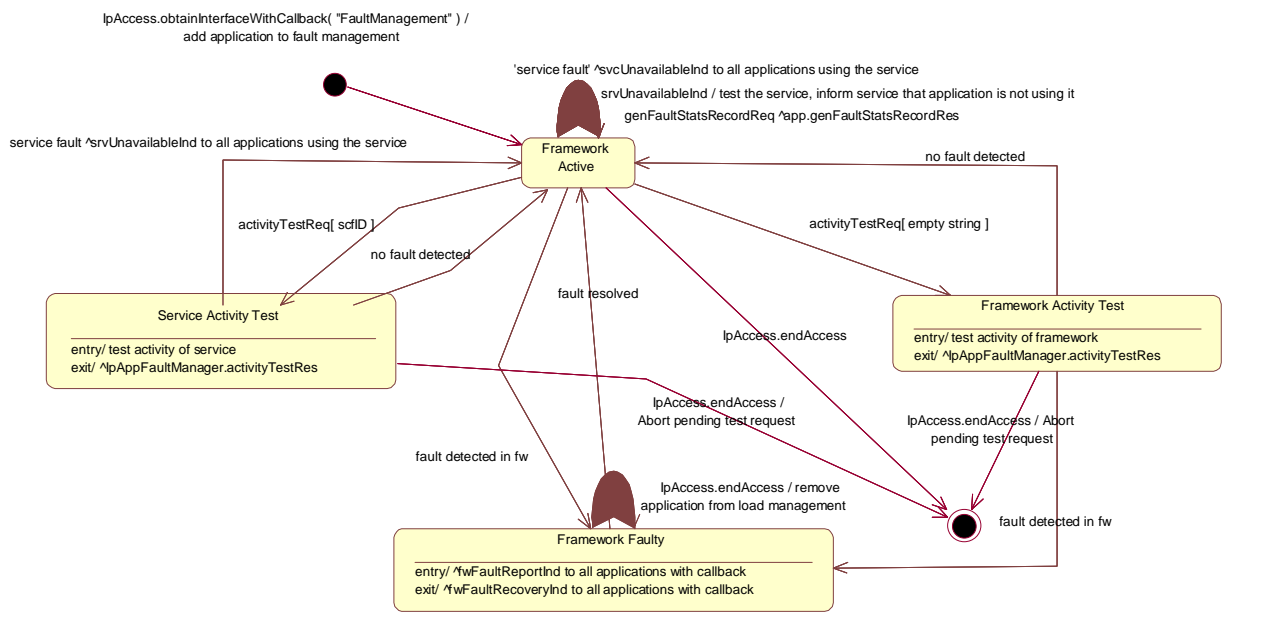 IpAccess.obtainInterfaceWithCallback( "FaultManagement" ) /
add application to fault management
'service fault' ^svcUnavailableInd to all applications using the service
srvUnavailableInd / test the service, inform service that application is not using it
genFaultStatsRecordReq ^app.genFaultStatsRecordRes
service fault ^srvUnavailableInd to all applications using the service
Framework
Active
no fault detected
activityTestReq[ scfID ]
activityTestReq[ empty string ]
no fault detected
fault resolved
Service Activity Test
entry/ test activity of service
exit/ ^IpAppFaultManager.activityTestRes
Framework Activity Test
entry/ test activity of framework
exit/ ^IpAppFaultManager.activityTestRes
IpAccess.endAccess
IpAccess.endAccess /
Abort pending test request
IpAccess.endAccess / Abort
pending test request
fault detected in fw
IpAccess.endAccess / remove
application from load management
fault detected in fw
Framework Faulty
entry/ ^fwFaultReportInd to all applications with callback
exit/ ^fwFaultRecoveryInd to all applications with callback